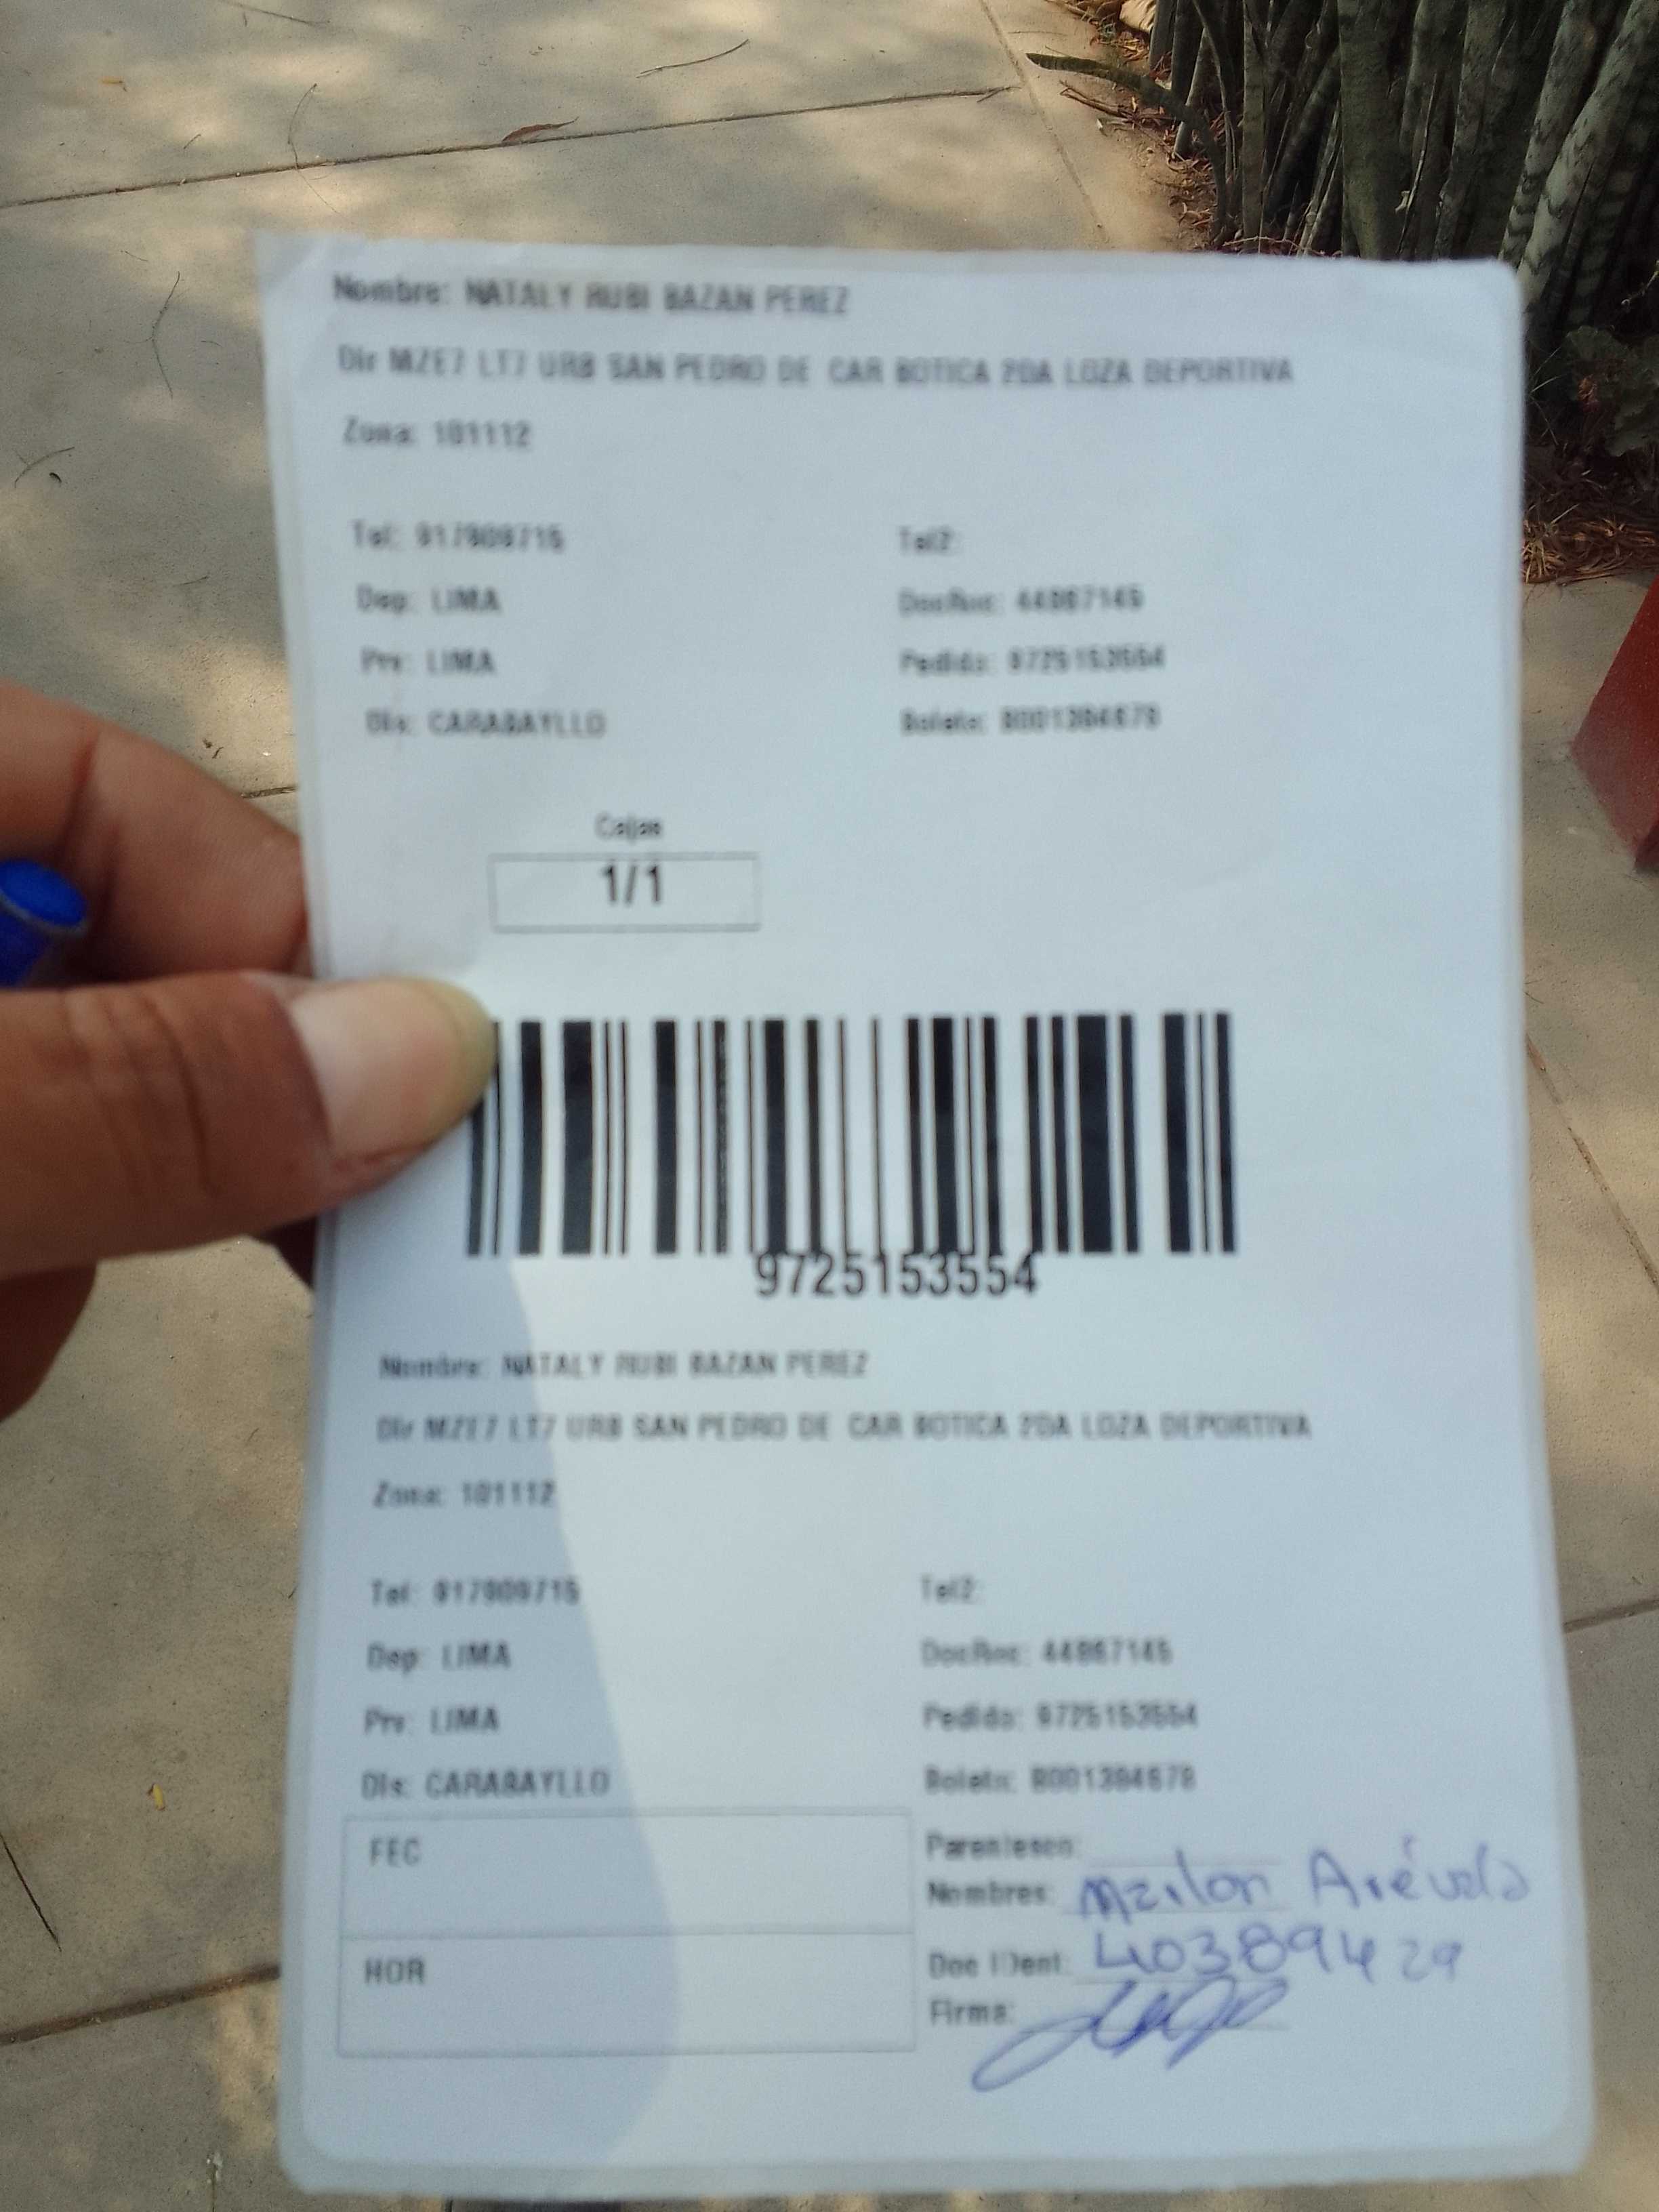 Nombre: NATALY RUBI BAZAN PEREZ
Dir MZE7 LT7 URB SAN PEDRO DE CAR BOTICA 2DA LOZA DEPORTIVA
Zona: 101112
Tel: 917909715 Tel2:
Dep: LIMA DocRec: 44867145
Prv: LIMA Pedido: 9725153554
Dis: CARABAYLLO Boleta:
Cajas
1/1
9725153554
Nombre: NATALY RUBI BAZAN PEREZ
Dir MZE7 LT7 URB SAN PEDRO DE CAR BOTICA 2DA LOZA DEPORTIVA
Zona: 101112
Tel: 917909715 Tel2:
Dep: LIMA DocRec: 44867145
Prv: LIMA Pedido: 9725153554
Dis: CARABAYLLO Boleta:
FEC
HOR
Parentesco:
Nombres: Marlon Arévalo
Doc IDent: 40389429
Firma: